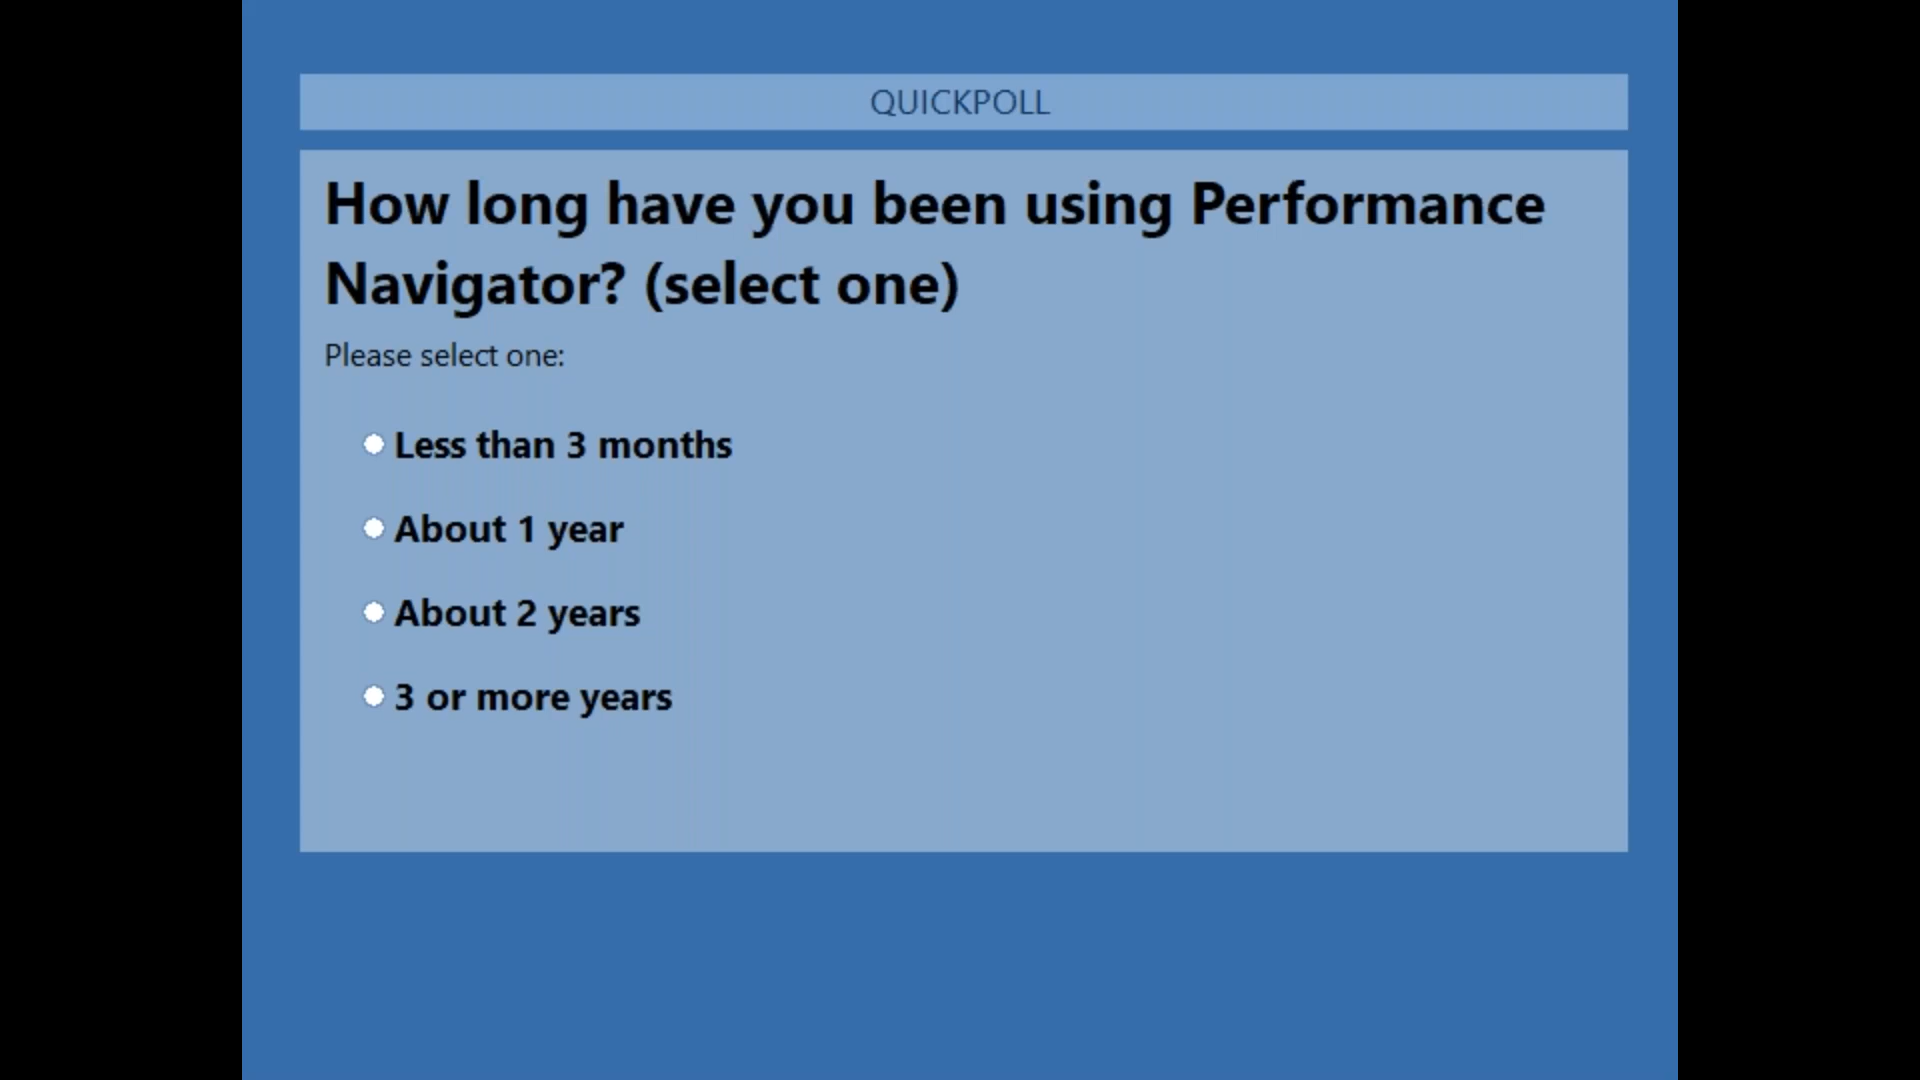 QUICKPOLL
How long have you been using Performance
Navigator? (select one)
Please select one:
Less than 3 months
About 1 year
About 2 years
3 or more years